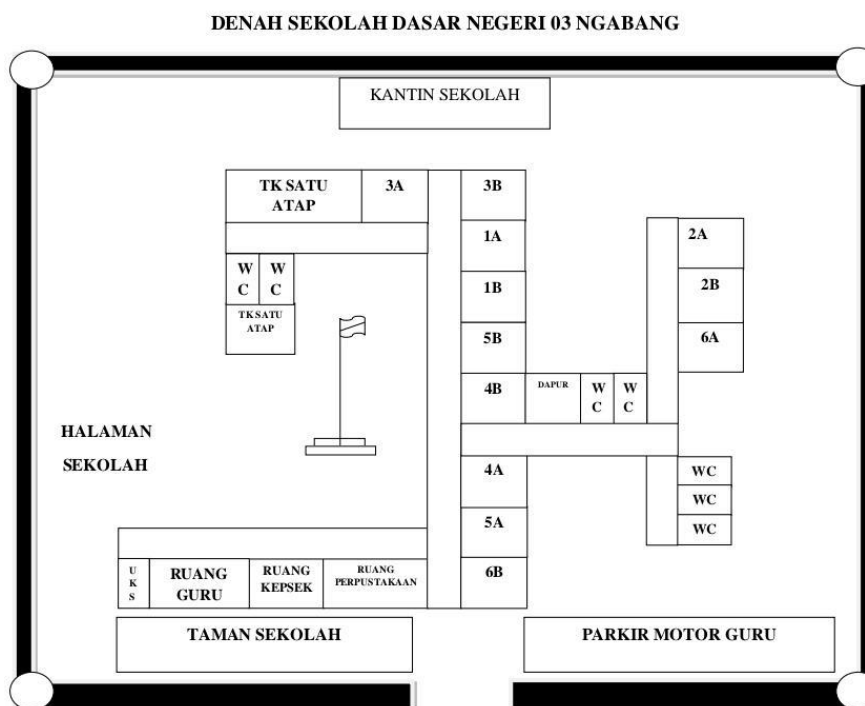 DENAH SEKOLAH DASAR NEGERI 03 NGABANG
KANTIN SEKOLAH
TK SATU
ATAP
3A
3B
1A
2A
W
C
W
C
1B
2B
TK SATU
ATAP
5B
6A
4B
DAPUR
W
C
W
C
HALAMAN
SEKOLAH
4A
WC
WC
WC
5A
U
K
S
RUANG
GURU
RUANG
KEPSEK
RUANG
PERPUSTAKAAN
6B
TAMAN SEKOLAH
PARKIR MOTOR GURU